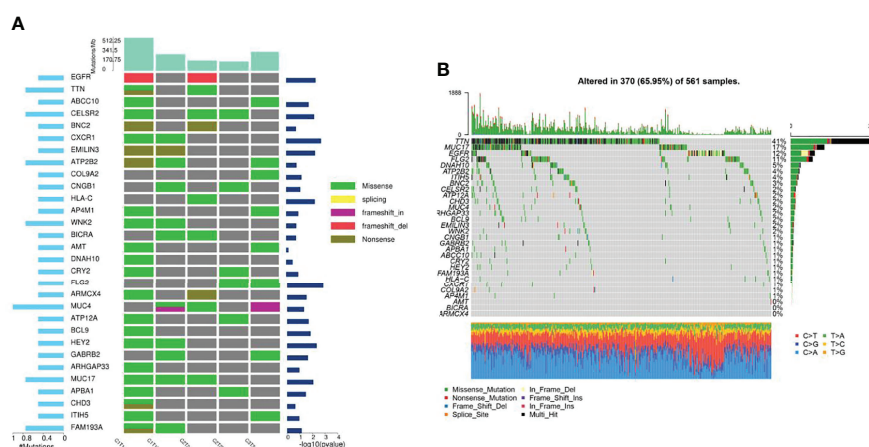 A
Mutations/Mb
512.25
341.5
170.75
0
EGFR
TTN
ABCC10
CELSR2
BNC2
CXCR1
EMILIN3
ATP2B2
COL9A2
CNGB1
HLA-C
AP4M1
WNK2
BICRA
AMT
DNAH10
CRY2
FLG2
ARMCX4
MUC4
ATP12A
BCL9
HEY2
GABRB2
ARHGAP33
MUC17
APBA1
CHD3
ITIH5
FAM193A
Missense
splicing
frameshift_in
frameshift_del
Nonsense
1 0.8 0.4 0
#Mutations
0 1 2 3 4
-log10(pvalue)
B
Altered in 370 (65.95%) of 561 samples.
1888
0
0
TTN 41%
MUC17 17%
EGFR 12%
FLG2 11%
DNAH10 5%
ATP2B2 4%
ITIH5 4%
BNC2 3%
CELSR2 2%
ATP12A 2%
CHD3 2%
MUC4 2%
RHGAP33 2%
BCL9 2%
EMILIN3 2%
WNK2 2%
CNGB1 1%
GABRB2 1%
APBA1 1%
ABCC10 1%
CRY2 1%
HEY2 1%
FAM193A 1%
HLA-C 1%
CXCR1 1%
COL9A2 1%
AP4M1 1%
AMT 0%
BICRA 0%
ARMCX4 0%
C>T T>A
C>G T>C
C>A T>G
Missense_Mutation In_Frame_Del
Nonsense_Mutation Frame_Shift_Ins
Frame_Shift_Del In_Frame_Ins
Splice_Site Multi_Hit